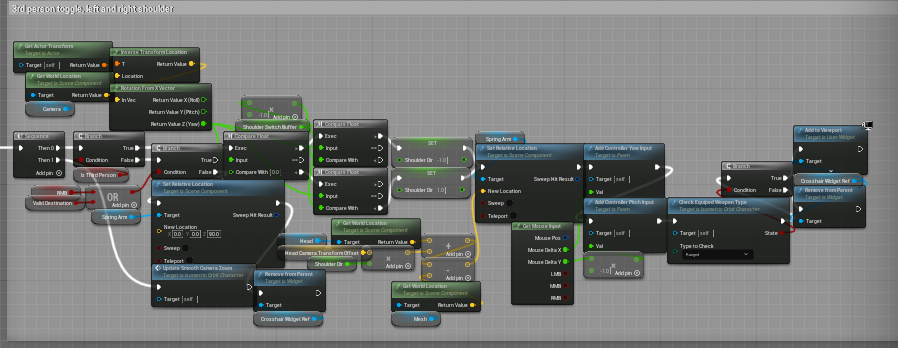 3rd person toggle, left and right shoulder
Get Actor Transform
Target is Actor
Target [self]
Return Value
Inverse Transform Location
T
Return Value
Location
Get World Location
Target is Scene Component
Target
Return Value
Camera
Rotation From X Vector
In Vec
Return Value X (Roll)
Return Value Y (Pitch)
Return Value Z (Yaw)
-1.0
Add pin
Shoulder Switch Buffer
Sequence
Then 0
Then 1
Add pin
Branch
True
Condition
False
Is Third Person
RMB
Valid Destination
OR
Add pin
Spring Arm
Branch
True
Condition
False
Compare Float
Exec
>
Input
=
Compare With [0.0]
<
Compare Float
Exec
>
Input
=
Compare With
<
Compare Float
Exec
>
Input
=
Compare With
<
SET
Shoulder Dir [-1.0]
SET
Shoulder Dir [1.0]
Set Relative Location
Target is Scene Component
Target
Sweep Hit Result
New Location
X 0.0 Y 0.0 Z 90.0
Sweep
Teleport
Update Smooth Camera Zoom
Target is Isometric Grid Character
Target [self]
Remove from Parent
Target is Widget
Target
Crosshair Widget Ref
Head
Head Camera Transform Offset
Shoulder Dir
Get World Location
Target is Scene Component
Target
Return Value
×
Add pin
+
Add pin
-
Add pin
Get World Location
Target is Scene Component
Target
Return Value
Mesh
Spring Arm
Set Relative Location
Target is Scene Component
Target
Sweep Hit Result
New Location
Sweep
Teleport
Get Mouse Input
Mouse Pos
Mouse Delta X
Mouse Delta Y
LMB
MMB
RMB
Add Controller Yaw Input
Target is Pawn
Target [self]
Val
Add Controller Pitch Input
Target is Pawn
Target [self]
Val
-1.0
Add pin
Check Equiped Weapon Type
Target is Isometric Grid Character
Target [self]
State
Type to Check
Ranged
Branch
True
Condition
False
Add to Viewport
Target is User Widget
Target
Crosshair Widget Ref
Remove from Parent
Target is Widget
Target